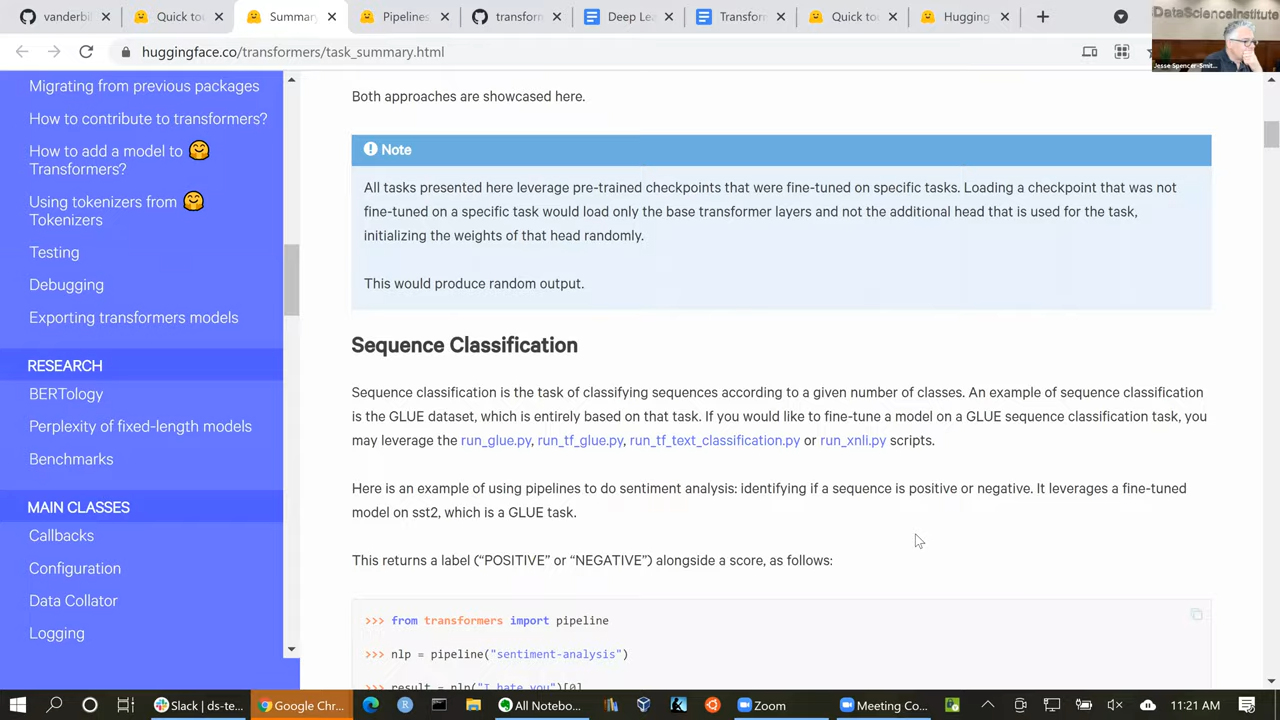 vanderbil
Quick to
Summary
Pipelines
transform
Deep Le
Transform
Quick to
Hugging
DataScienceInstitute
huggingface.co/transformers/task_summary.html
Jesse Spencer-Smit...
Migrating from previous packages
How to contribute to transformers?
How to add a model to 🤗
Transformers?
Using tokenizers from 🤗
Tokenizers
Testing
Debugging
Exporting transformers models
RESEARCH
BERTology
Perplexity of fixed-length models
Benchmarks
MAIN CLASSES
Callbacks
Configuration
Data Collator
Logging
Both approaches are showcased here.
Note
All tasks presented here leverage pre-trained checkpoints that were fine-tuned on specific tasks. Loading a checkpoint that was not
fine-tuned on a specific task would load only the base transformer layers and not the additional head that is used for the task,
initializing the weights of that head randomly.
This would produce random output.
Sequence Classification
Sequence classification is the task of classifying sequences according to a given number of classes. An example of sequence classification
is the GLUE dataset, which is entirely based on that task. If you would like to fine-tune a model on a GLUE sequence classification task, you
may leverage the run_glue.py, run_tf_glue.py, run_tf_text_classification.py or run_xnli.py scripts.
Here is an example of using pipelines to do sentiment analysis: identifying if a sequence is positive or negative. It leverages a fine-tuned
model on sst2, which is a GLUE task.
This returns a label (“POSITIVE” or “NEGATIVE”) alongside a score, as follows:
>>> from transformers import pipeline
>>> nlp = pipeline("sentiment-analysis")
>>> result = nlp("I hate you")[0]
Slack | ds-te...
Google Chr...
All Notebo...
Zoom
Meeting Co...
11:21 AM